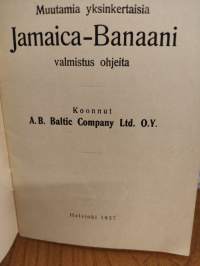 Muutamia yksinkertaisia
Jamaica-Banaani
valmistus ohjeita
Koonnut
A. B. Baltic Company Ltd. O.Y.
Helsinki 1937